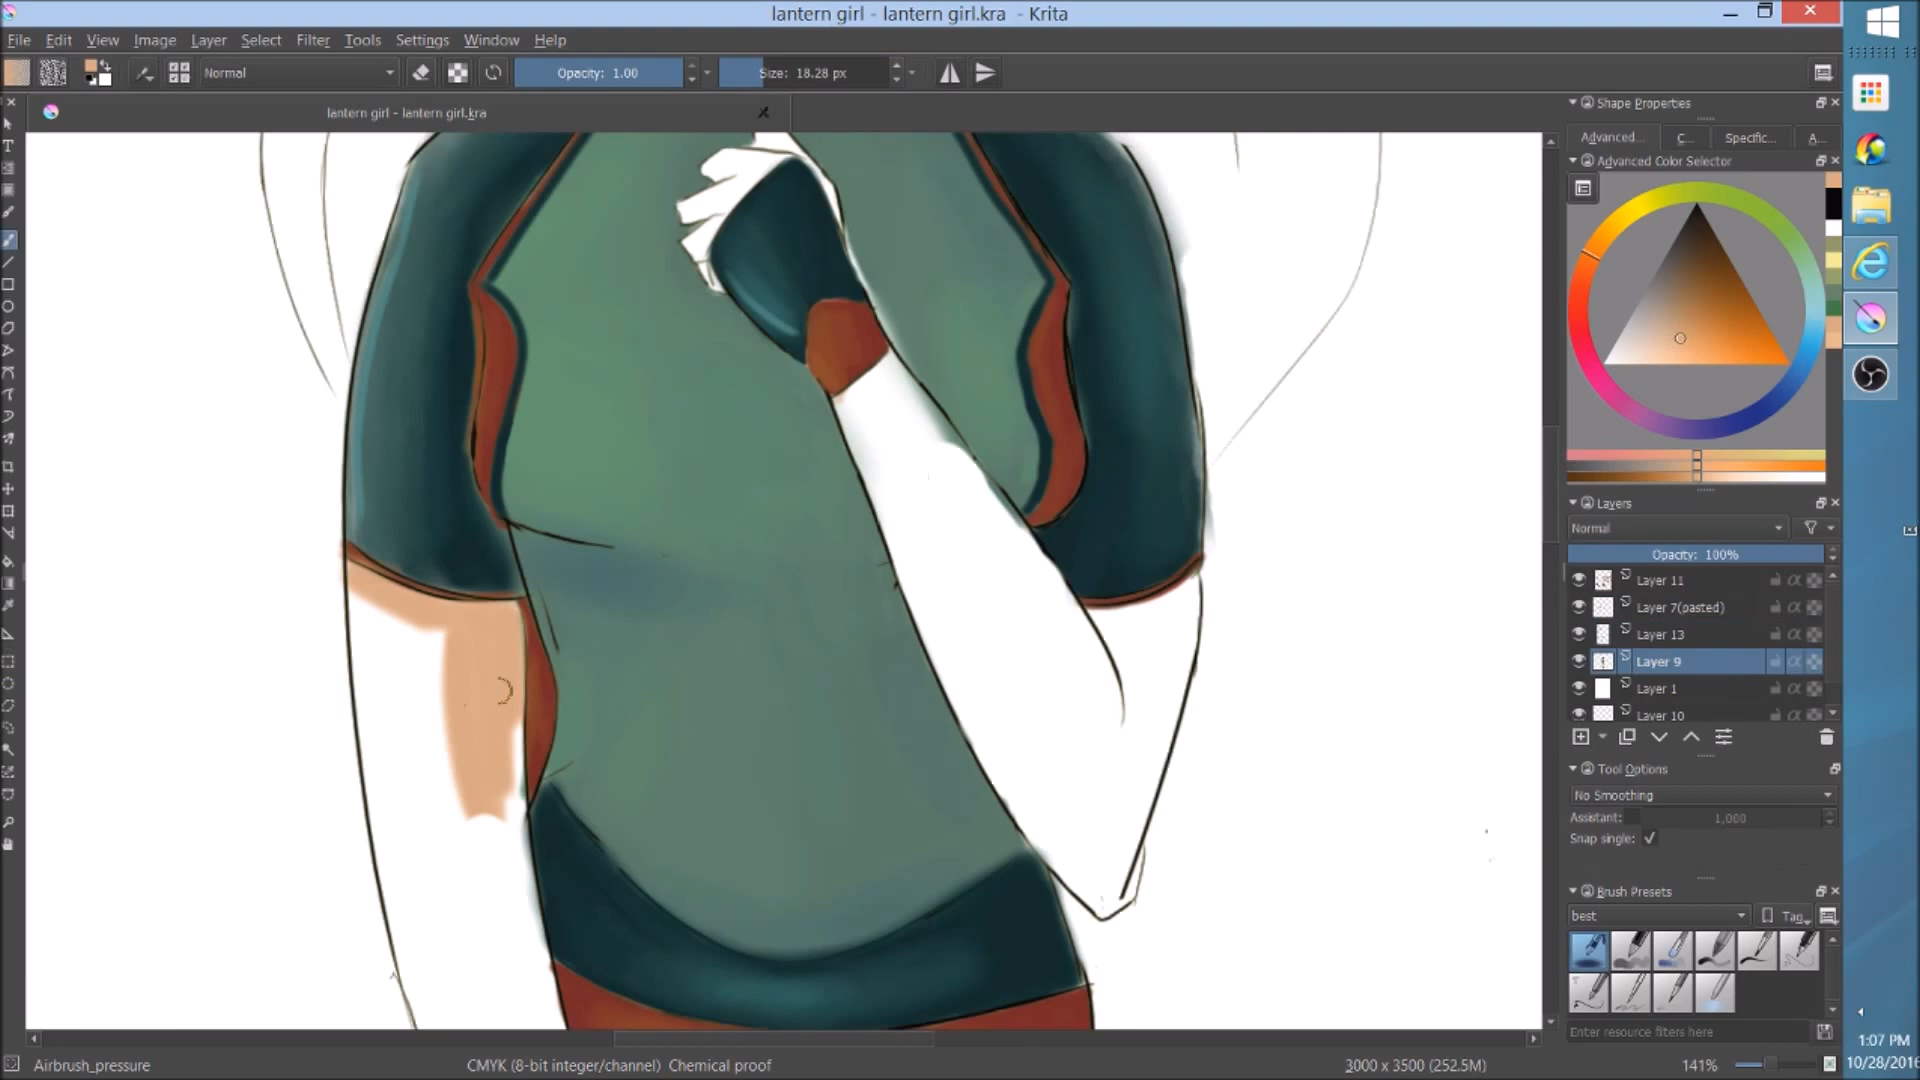 lantern girl - lantern girl.kra - Krita
File Edit View Image Layer Select Filter Tools Settings Window Help
Normal
Opacity: 1.00
Size: 18.28 px
lantern girl - lantern girl.kra
Shape Properties
Advanced... C... Specific... A...
Advanced Color Selector
Layers
Normal
Opacity: 100%
Layer 11
Layer 7(pasted)
Layer 13
Layer 9
Layer 1
Layer 10
Tool Options
No Smoothing
Assistant: 1,000
Snap single:
Brush Presets
best Tag
Enter resource filters here
Airbrush_pressure
CMYK (8-bit integer/channel) Chemical proof
3000 x 3500 (252.5M)
141%
1:07 PM
10/28/2016